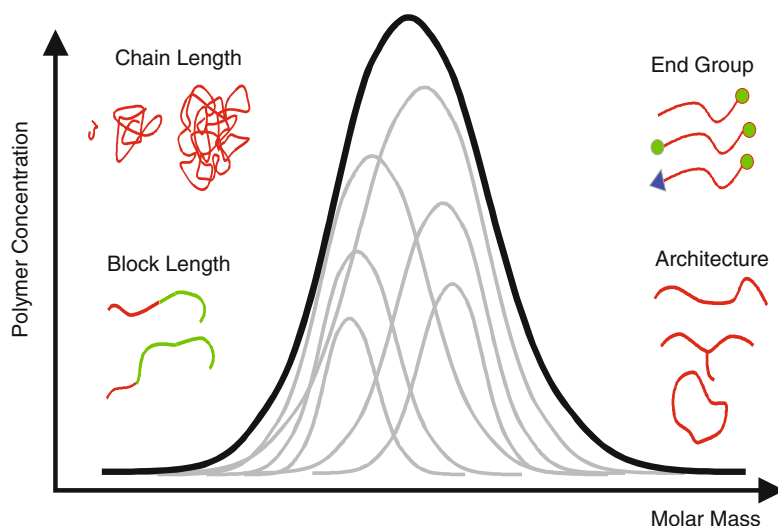 Chain Length
End Group
Block Length
Architecture
Polymer Concentration
Molar Mass